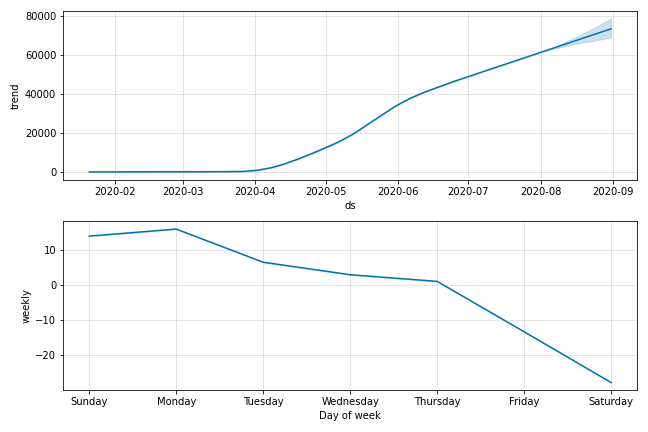 80000
60000
40000
20000
0
trend
2020-02 2020-03 2020-04 2020-05 2020-06 2020-07 2020-08 2020-09
ds
10
0
−10
−20
weekly
Sunday Monday Tuesday Wednesday Thursday Friday Saturday
Day of week